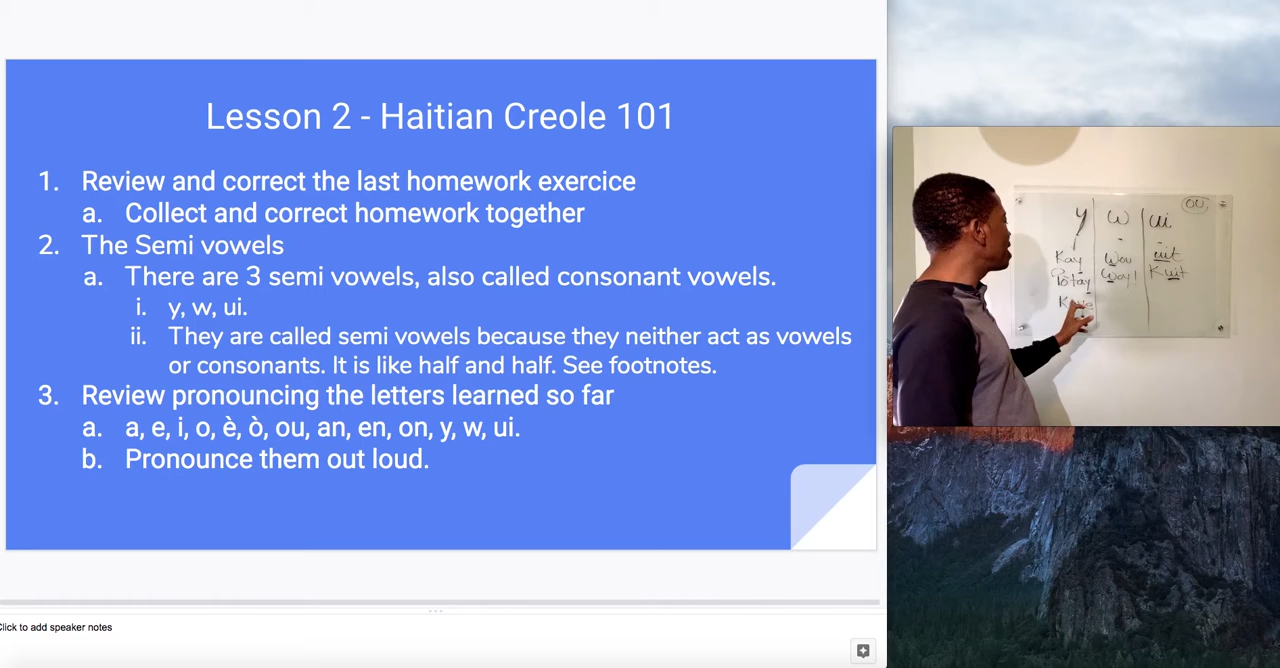 Lesson 2 - Haitian Creole 101
1. Review and correct the last homework exercice
a. Collect and correct homework together
2. The Semi vowels
a. There are 3 semi vowels, also called consonant vowels.
i. y, w, ui.
ii. They are called semi vowels because they neither act as vowels
or consonants. It is like half and half. See footnotes.
3. Review pronouncing the letters learned so far
a. a, e, i, o, è, ò, ou, an, en, on, y, w, ui.
b. Pronounce them out loud.
Click to add speaker notes
ou
y w ui
Kay Wou uit
Potay Way! Kuit